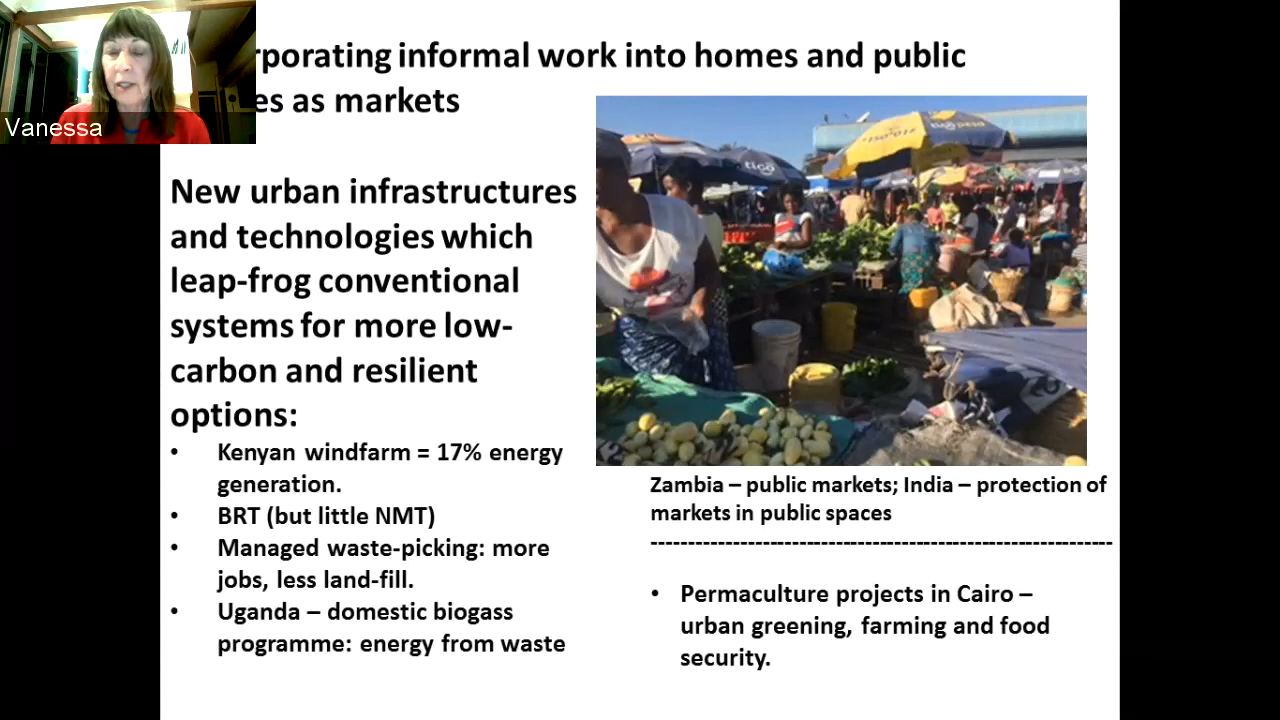 Vanessa
rporating informal work into homes and public
es as markets
New urban infrastructures
and technologies which
leap-frog conventional
systems for more low-
carbon and resilient
options:
• Kenyan windfarm = 17% energy
generation.
• BRT (but little NMT)
• Managed waste-picking: more
jobs, less land-fill.
• Uganda – domestic biogass
programme: energy from waste
tigo
tigo pesa
Zambia – public markets; India – protection of
markets in public spaces
--------------------------------------------------------------
• Permaculture projects in Cairo –
urban greening, farming and food
security.